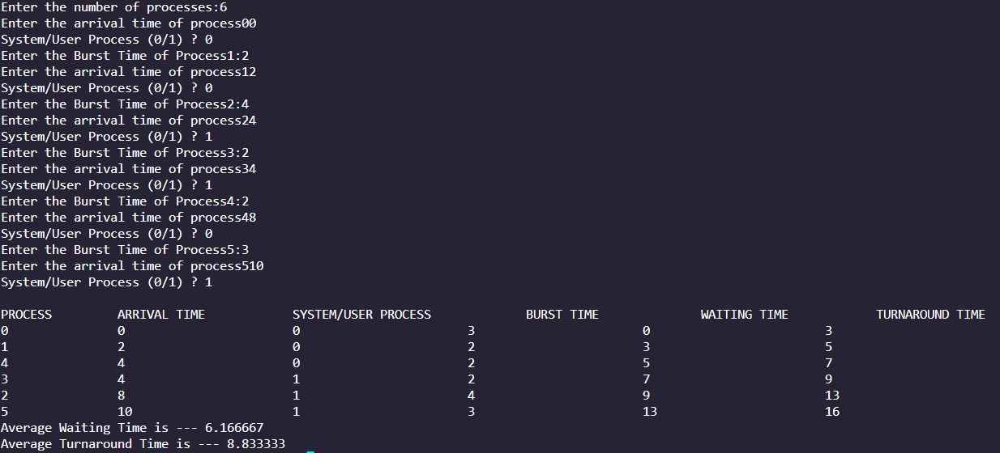 Enter the number of processes:6
Enter the arrival time of process00
System/User Process (0/1) ? 0
Enter the Burst Time of Process1:2
Enter the arrival time of process12
System/User Process (0/1) ? 0
Enter the Burst Time of Process2:4
Enter the arrival time of process24
System/User Process (0/1) ? 1
Enter the Burst Time of Process3:2
Enter the arrival time of process34
System/User Process (0/1) ? 1
Enter the Burst Time of Process4:2
Enter the arrival time of process48
System/User Process (0/1) ? 0
Enter the Burst Time of Process5:3
Enter the arrival time of process510
System/User Process (0/1) ? 1
PROCESS ARRIVAL TIME SYSTEM/USER PROCESS BURST TIME WAITING TIME TURNAROUND TIME
0 0 0 3 0 3
1 2 0 2 3 5
4 4 0 2 5 7
3 4 1 2 7 9
2 8 1 4 9 13
5 10 1 3 13 16
Average Waiting Time is --- 6.166667
Average Turnaround Time is --- 8.833333